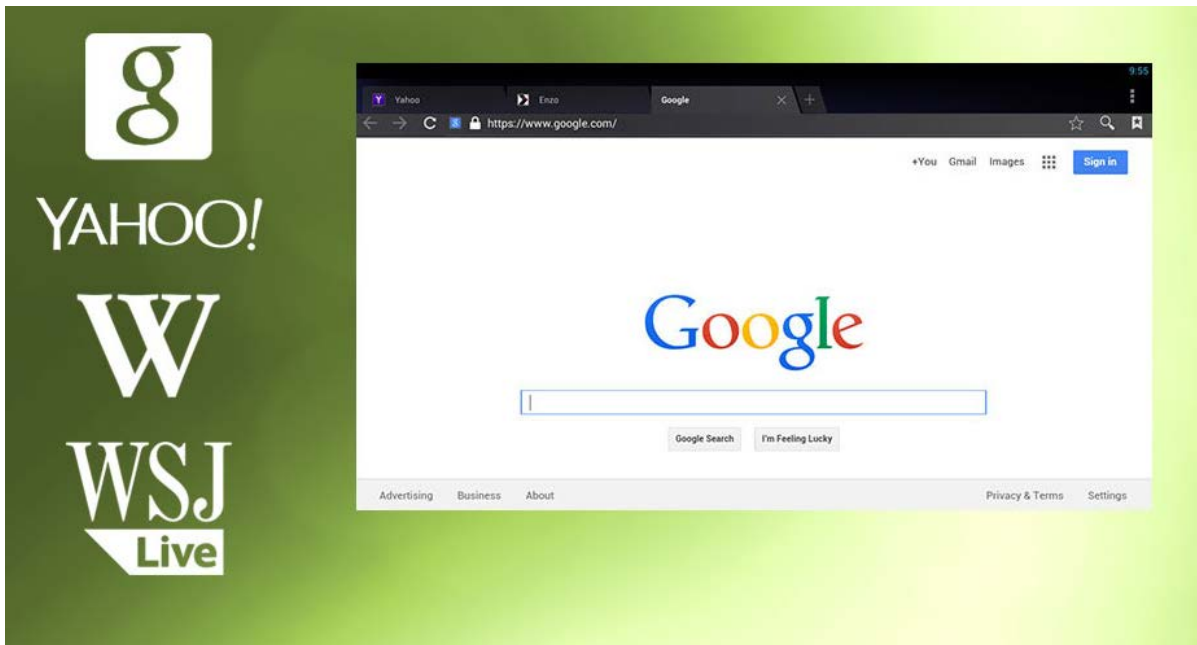 g
YAHOO!
W
WSJ
Live
9:55
Yahoo Enzo Google
https://www.google.com/
+You Gmail Images Sign in
Google
Google Search I'm Feeling Lucky
Advertising Business About Privacy & Terms Settings